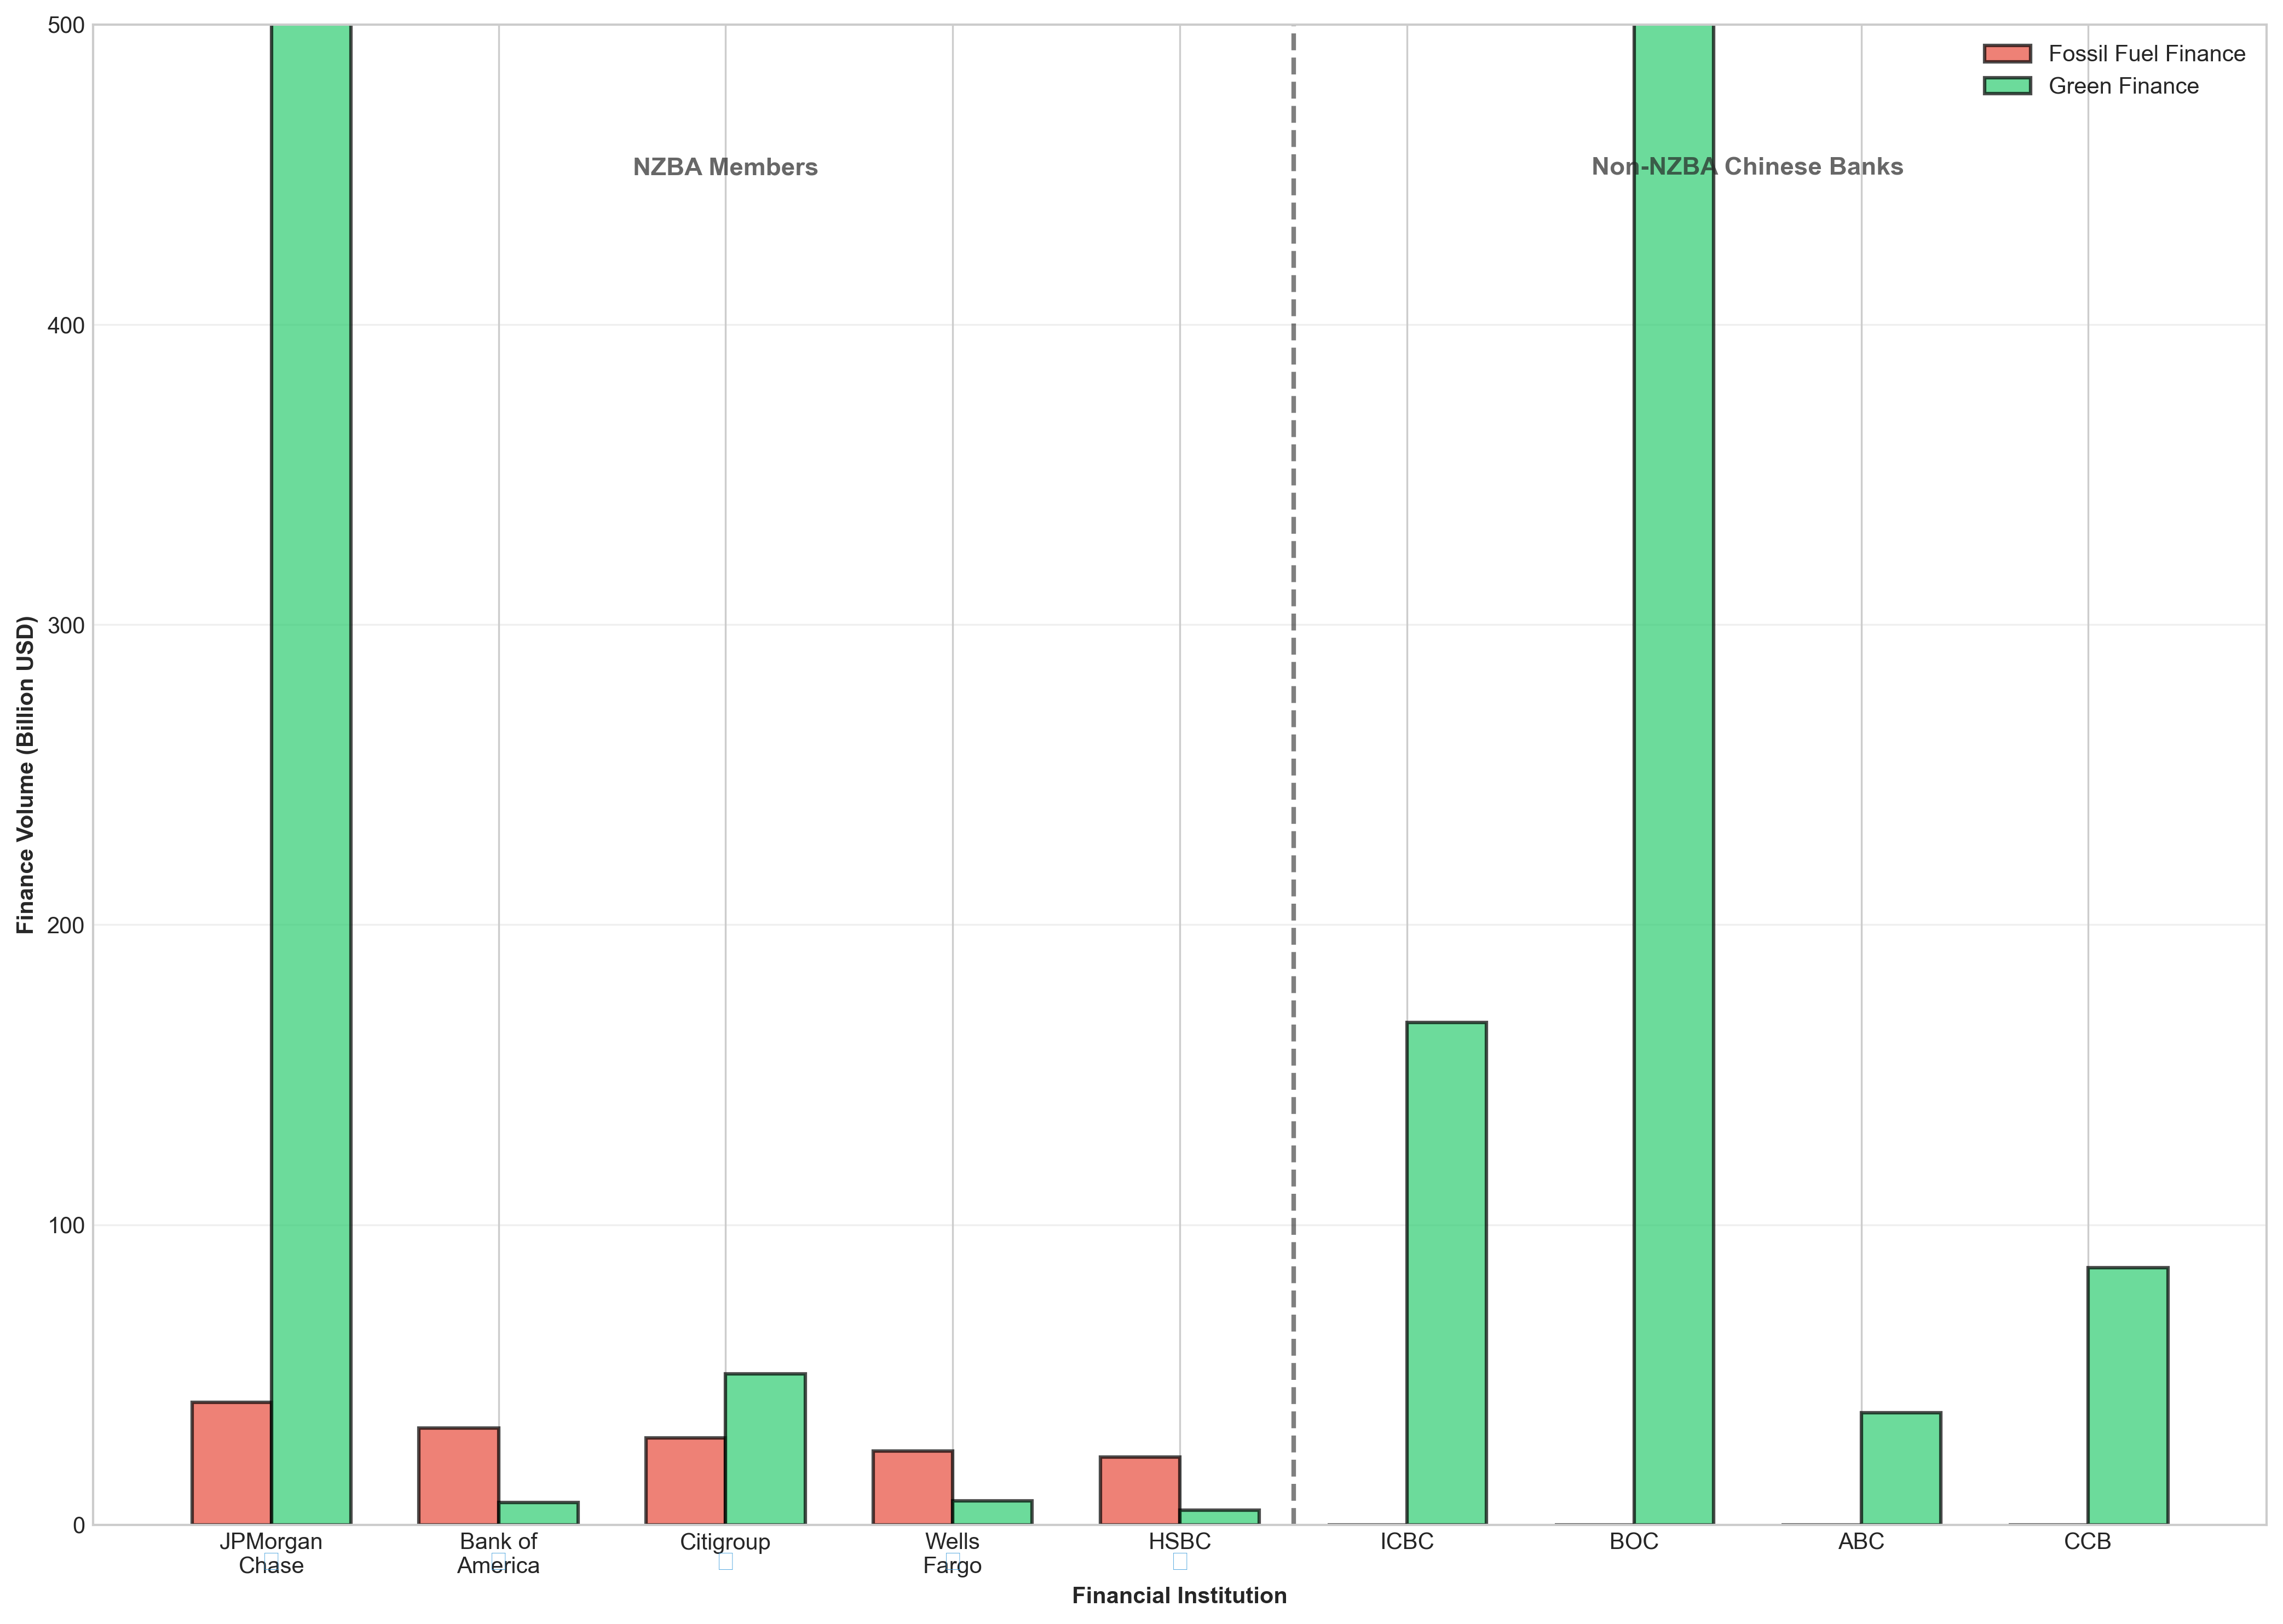 500
400
300
200
100
0
Finance Volume (Billion USD)
Fossil Fuel Finance
Green Finance
NZBA Members
Non-NZBA Chinese Banks
JPMorgan
Chase
Bank of
America
Citigroup
Wells
Fargo
HSBC
ICBC
BOC
ABC
CCB
Financial Institution